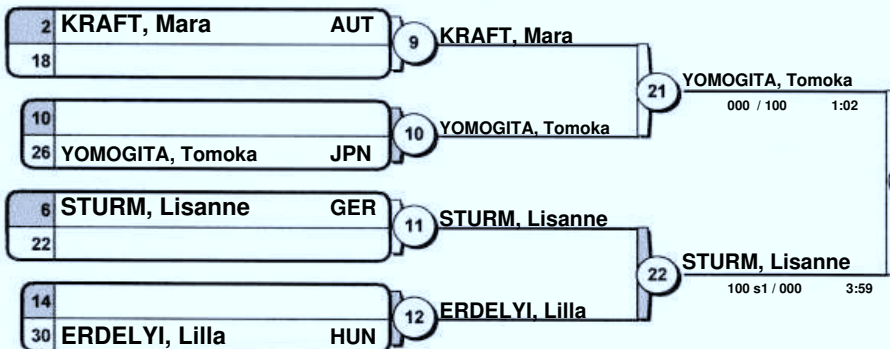 2 KRAFT, Mara AUT
18
9 KRAFT, Mara
10
26 YOMOGITA, Tomoka JPN
10 YOMOGITA, Tomoka
21 YOMOGITA, Tomoka
000 / 100 1:02
6 STURM, Lisanne GER
22
11 STURM, Lisanne
14
30 ERDELYI, Lilla HUN
12 ERDELYI, Lilla
22 STURM, Lisanne
100 s1 / 000 3:59